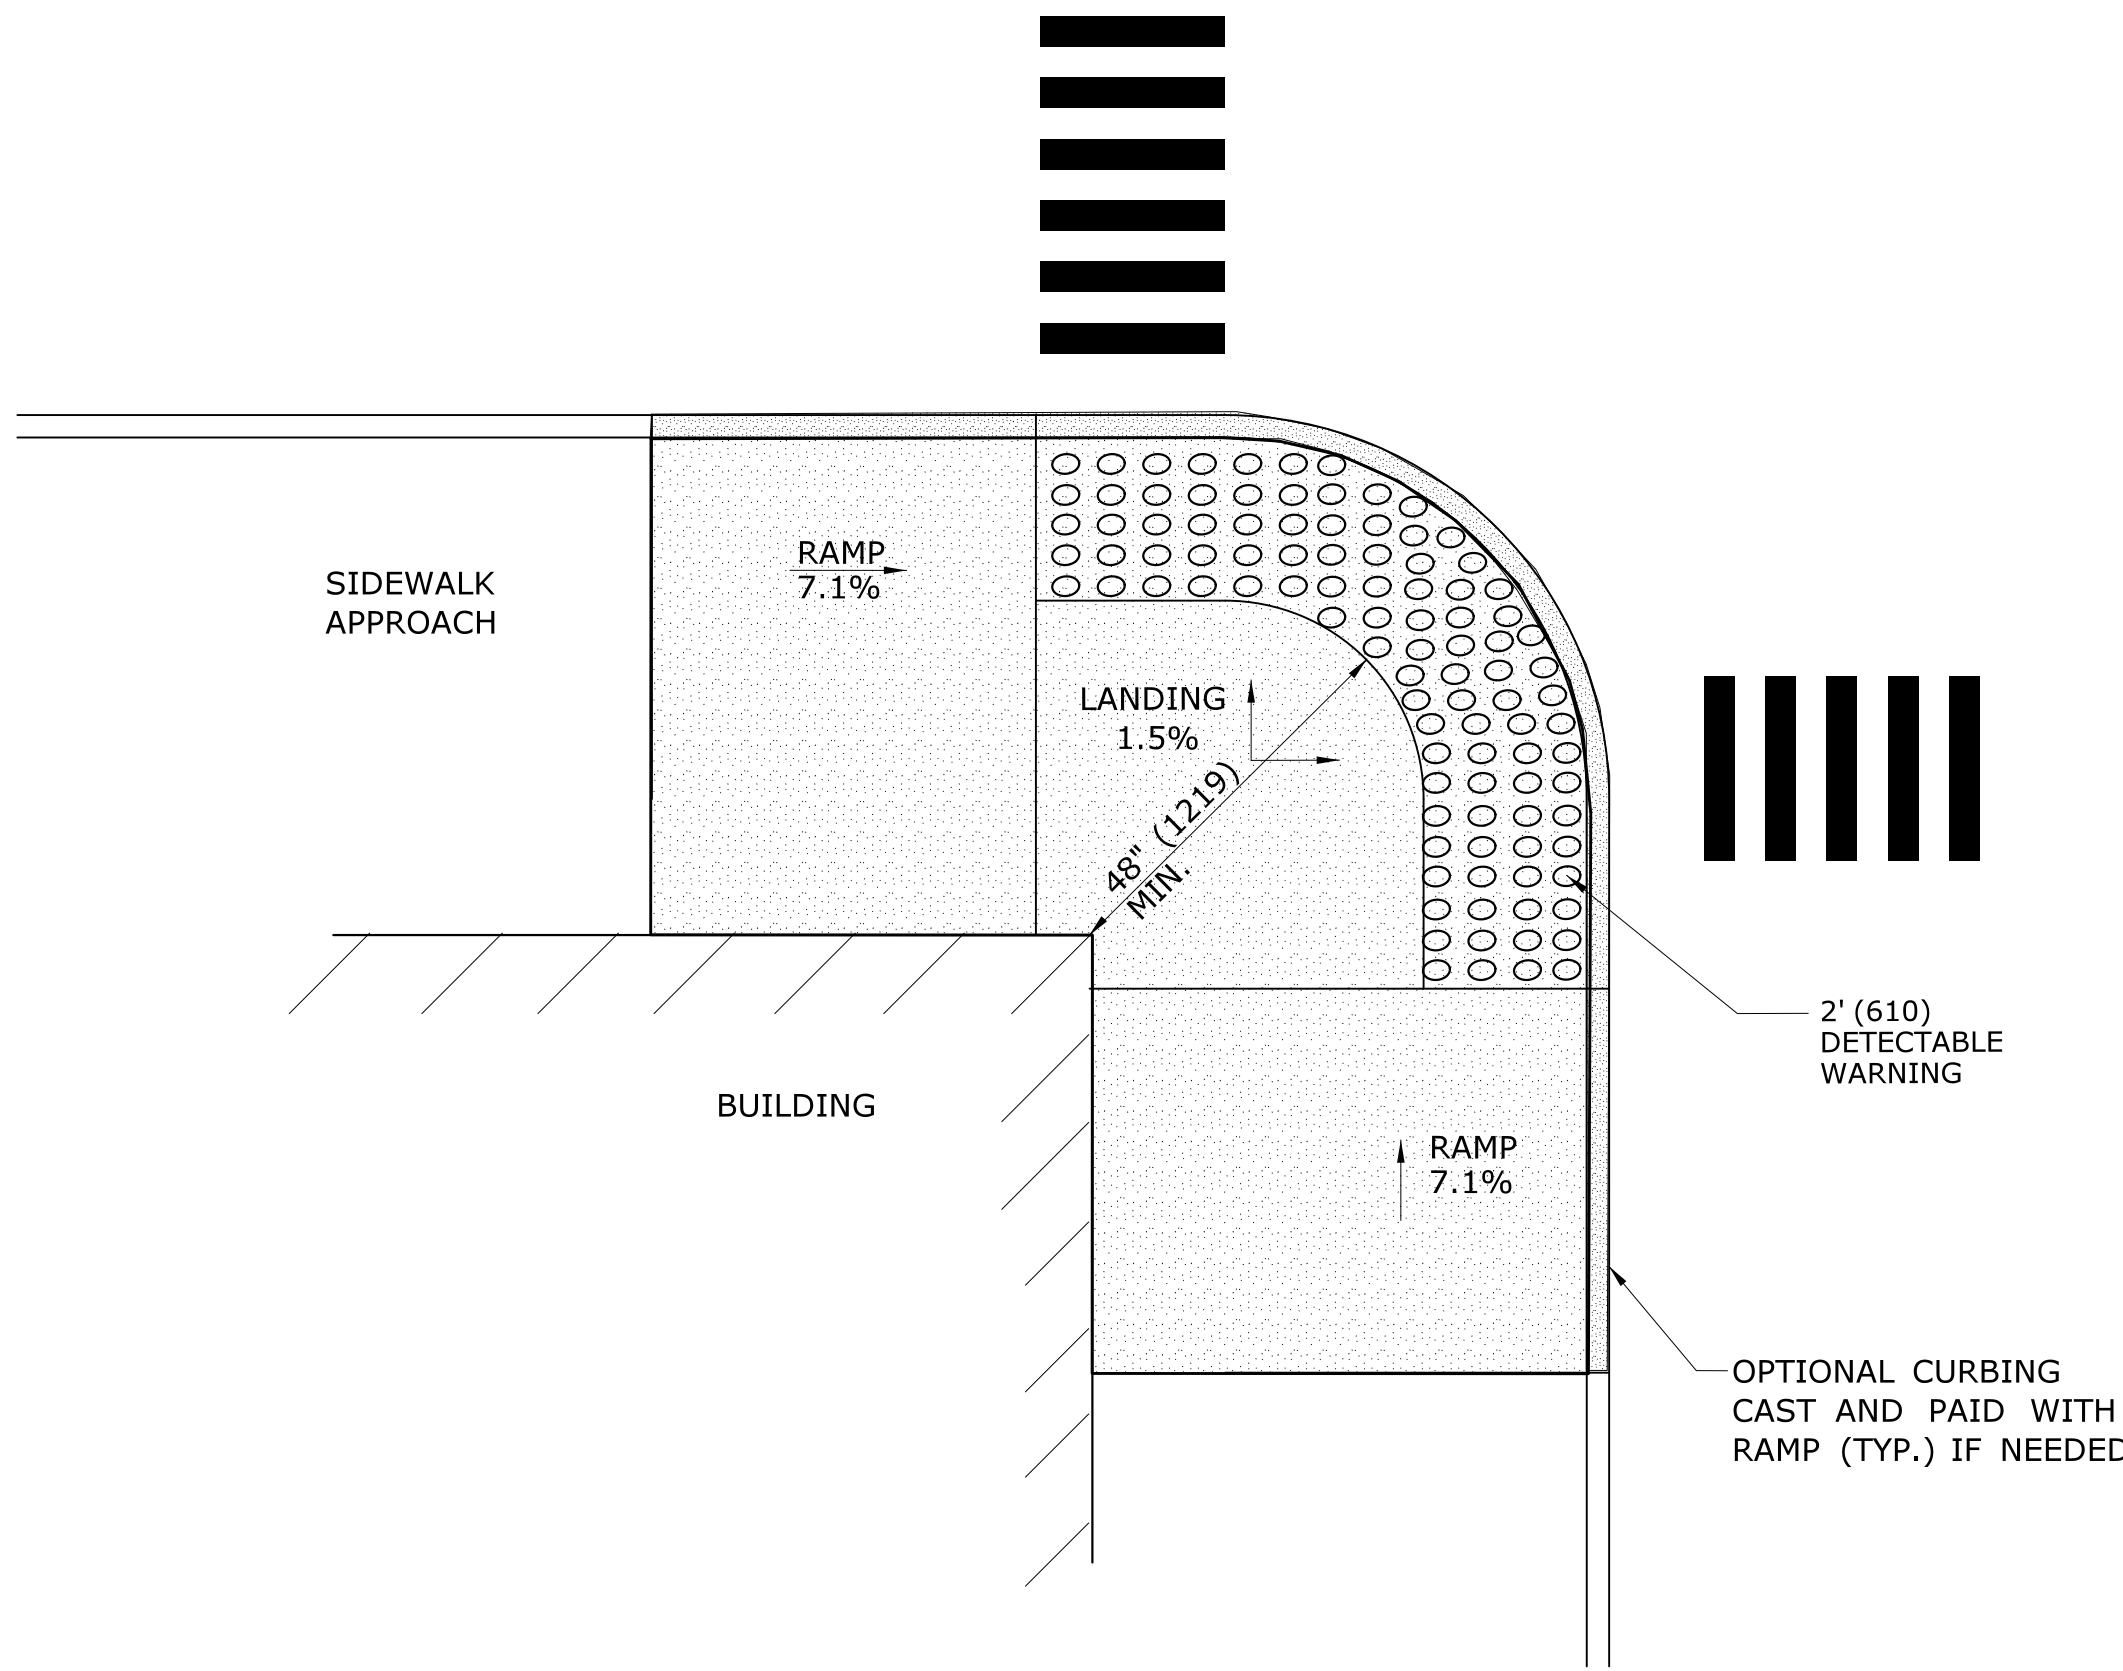 RAMP
7.1%
SIDEWALK
APPROACH
LANDING
1.5%
48" (1219)
MIN.
2' (610)
DETECTABLE
WARNING
BUILDING
RAMP
7.1%
OPTIONAL CURBING
CAST AND PAID WITH
RAMP (TYP.) IF NEEDED